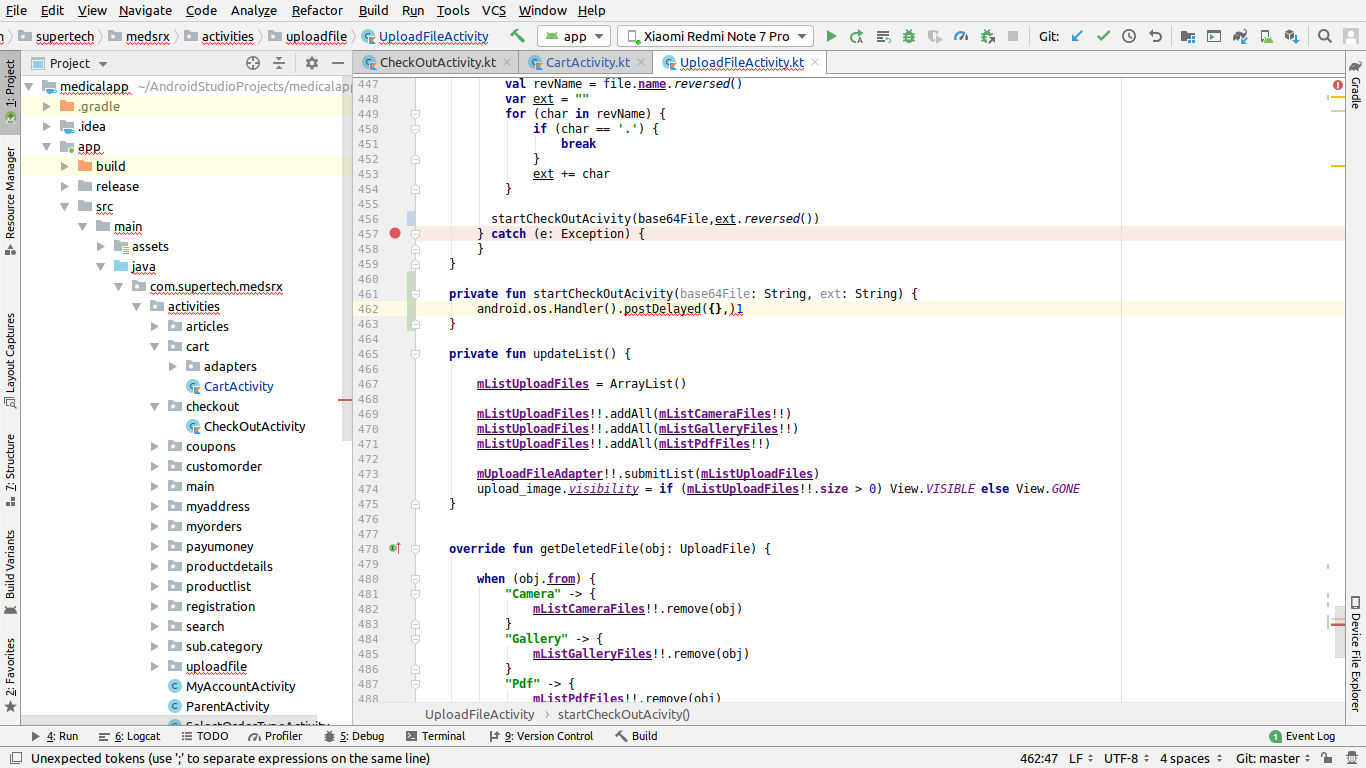 File Edit View Navigate Code Analyze Refactor Build Run Tools VCS Window Help
supertech medsrx activities uploadfile UploadFileActivity app Xiaomi Redmi Note 7 Pro Git:
Project CheckOutActivity.kt CartActivity.kt UploadFileActivity.kt
1: Project
Resource Manager
Layout Captures
7: Structure
Build Variants
2: Favorites
medicalapp ~/AndroidStudioProjects/medicalapp
.gradle
.idea
app
build
release
src
main
assets
java
com.supertech.medsrx
activities
articles
cart
adapters
CartActivity
checkout
CheckOutActivity
coupons
customorder
main
myaddress
myorders
payumoney
productdetails
productlist
registration
search
sub.category
uploadfile
MyAccountActivity
ParentActivity
SelectOrderTypeActivity
447 val revName = file.name.reversed()
448 var ext = ""
449 for (char in revName) {
450 if (char == '.') {
451 break
452 }
453 ext += char
454 }
455
456 startCheckOutAcivity(base64File,ext.reversed())
457 } catch (e: Exception) {
458 }
459 }
460
461 private fun startCheckOutAcivity(base64File: String, ext: String) {
462 android.os.Handler().postDelayed({},)1
463 }
464
465 private fun updateList() {
466
467 mListUploadFiles = ArrayList()
468
469 mListUploadFiles!!.addAll(mListCameraFiles!!)
470 mListUploadFiles!!.addAll(mListGalleryFiles!!)
471 mListUploadFiles!!.addAll(mListPdfFiles!!)
472
473 mUploadFileAdapter!!.submitList(mListUploadFiles)
474 upload_image.visibility = if (mListUploadFiles!!.size > 0) View.VISIBLE else View.GONE
475 }
476
477
478 override fun getDeletedFile(obj: UploadFile) {
479
480 when (obj.from) {
481 "Camera" -> {
482 mListCameraFiles!!.remove(obj)
483 }
484 "Gallery" -> {
485 mListGalleryFiles!!.remove(obj)
486 }
487 "Pdf" -> {
488 mListPdfFiles!!.remove(obj)
UploadFileActivity › startCheckOutAcivity()
Gradle
Device File Explorer
4: Run 6: Logcat TODO Profiler 5: Debug Terminal 9: Version Control Build 1 Event Log
Unexpected tokens (use ';' to separate expressions on the same line) 462:47 LF UTF-8 4 spaces Git: master